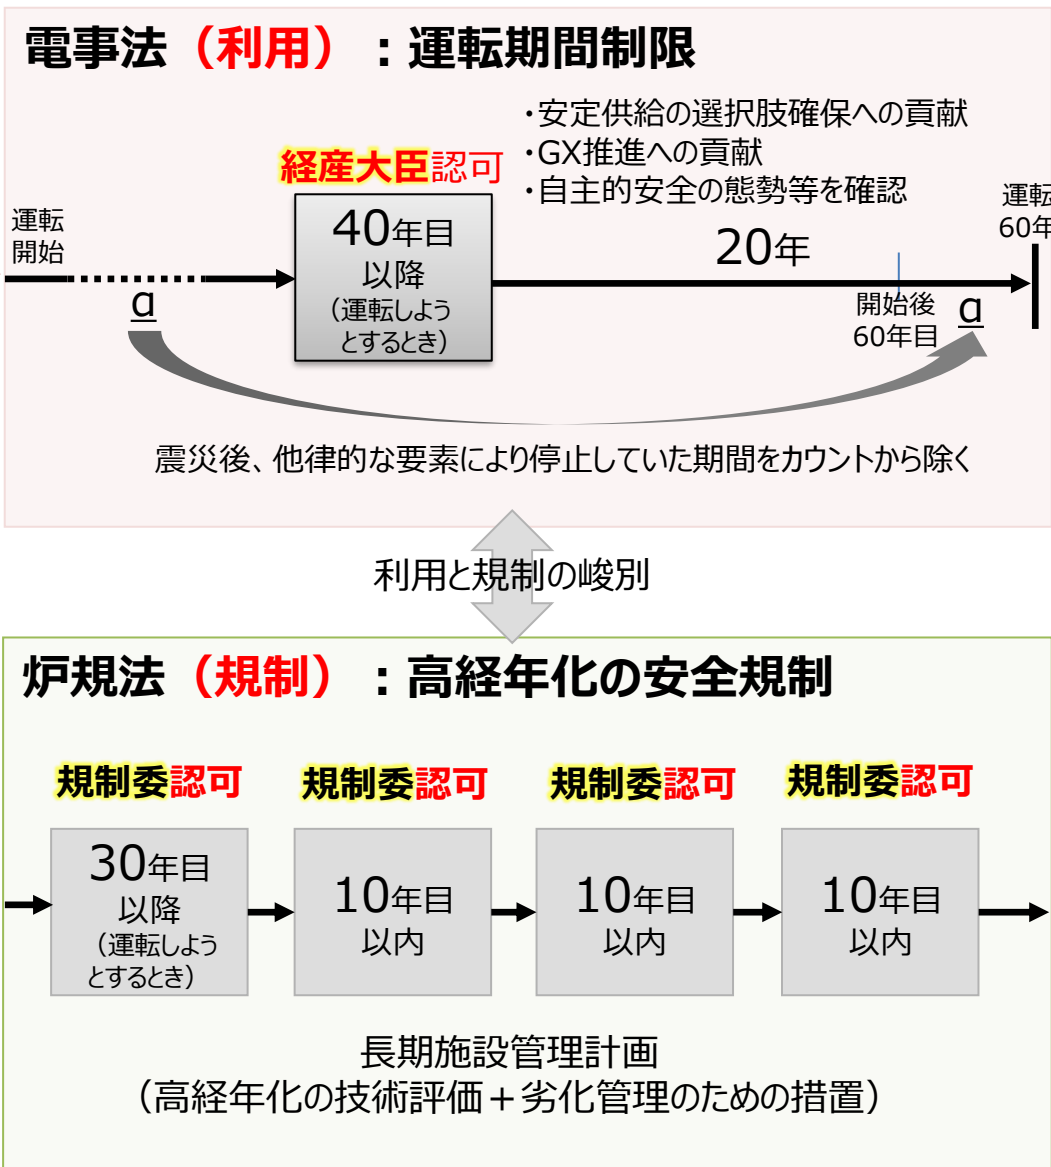 電事法（利用）：運転期間制限
・安定供給の選択肢確保への貢献
・GX推進への貢献
・自主的安全の態勢等を確認
経産大臣認可
運転
開始
40年目
以降
（運転しよう
とするとき）
20年
運転
60年
a
開始後
60年目
a
震災後、他律的な要素により停止していた期間をカウントから除く
利用と規制の峻別
炉規法（規制）：高経年化の安全規制
規制委認可
規制委認可
規制委認可
規制委認可
30年目
以降
（運転しよう
とするとき）
10年目
以内
10年目
以内
10年目
以内
長期施設管理計画
（高経年化の技術評価＋劣化管理のための措置）